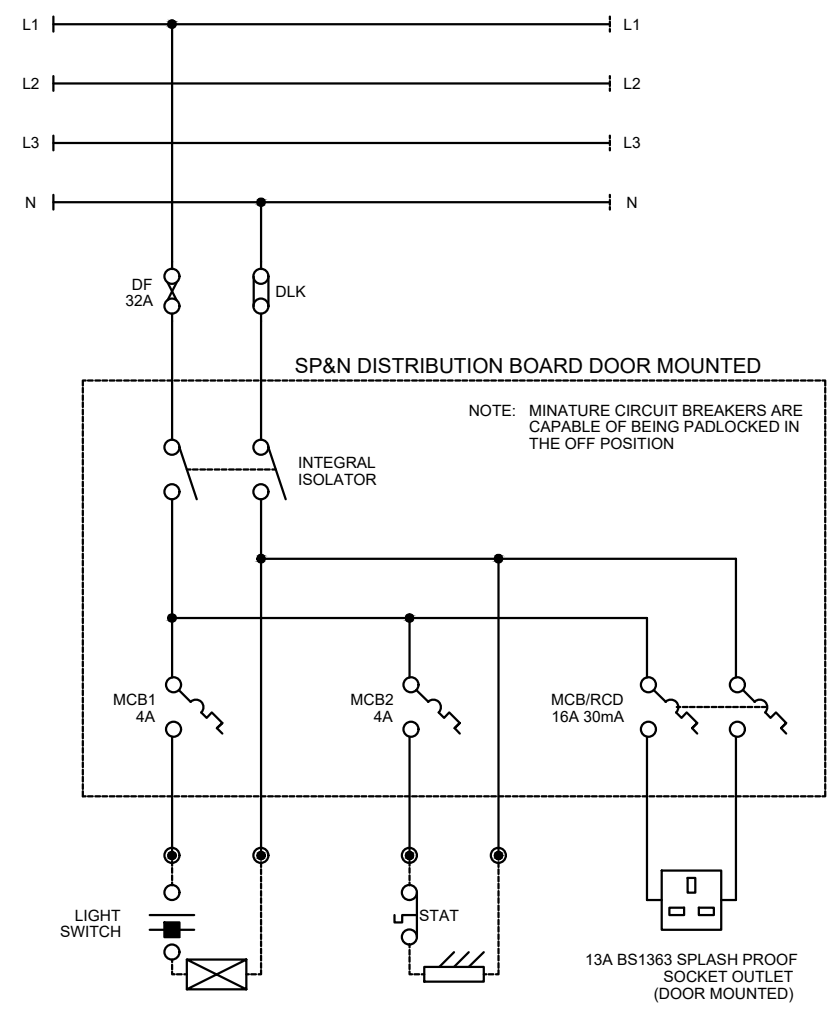 L1 L1
L2 L2
L3 L3
N N
DF
32A
DLK
SP&N DISTRIBUTION BOARD DOOR MOUNTED
NOTE: MINATURE CIRCUIT BREAKERS ARE
CAPABLE OF BEING PADLOCKED IN
THE OFF POSITION
INTEGRAL
ISOLATOR
MCB1
4A
MCB2
4A
MCB/RCD
16A 30mA
LIGHT
SWITCH
STAT
13A BS1363 SPLASH PROOF
SOCKET OUTLET
(DOOR MOUNTED)